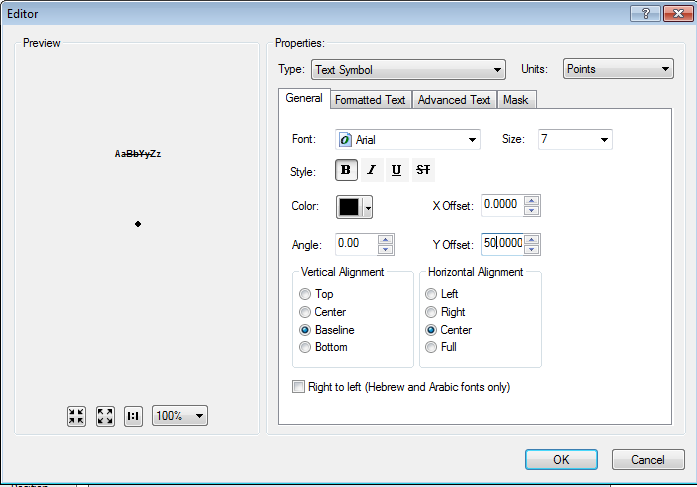 Editor
Preview
AaBbYyZz
100%
Properties:
Type: Text Symbol Units: Points
General Formatted Text Advanced Text Mask
Font: Arial Size: 7
Style: B I U ST
Color: X Offset: 0.0000
Angle: 0.00 Y Offset: 50.0000
Vertical Alignment Horizontal Alignment
Top Left
Center Right
Baseline Center
Bottom Full
Right to left (Hebrew and Arabic fonts only)
OK Cancel